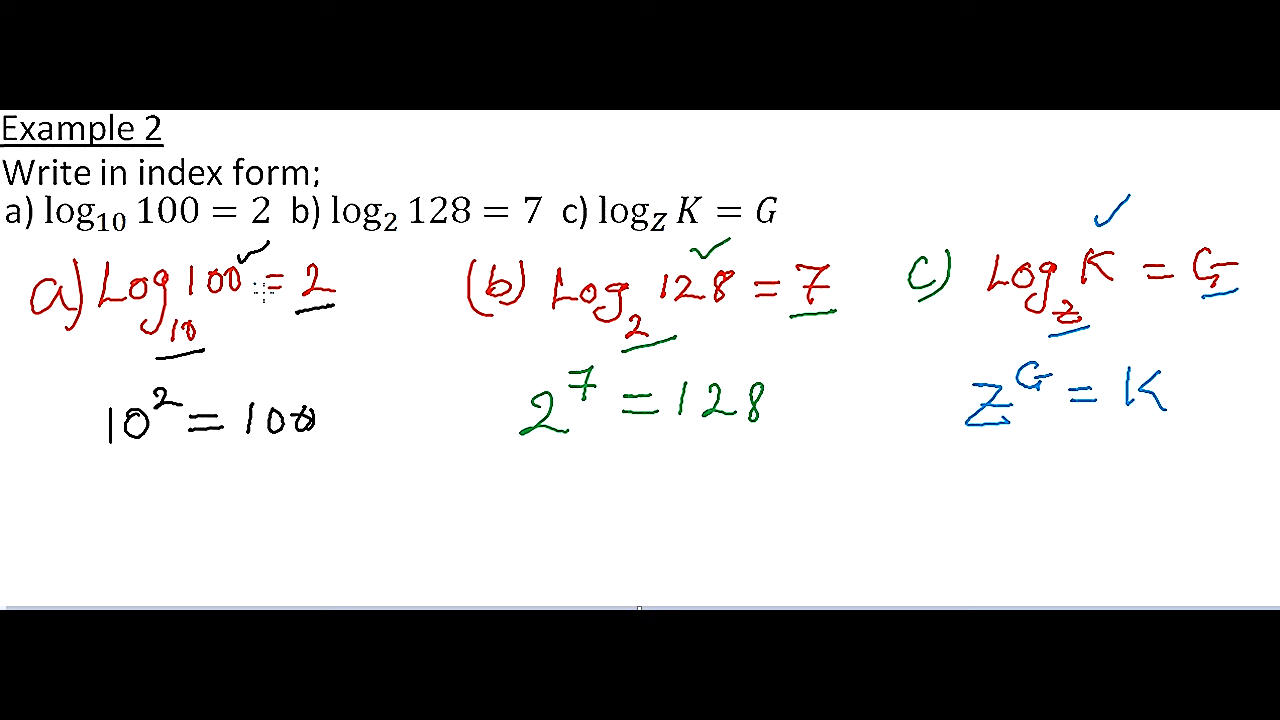 Example 2
Write in index form;
a) log₁₀ 100 = 2 b) log₂ 128 = 7 c) log_Z K = G
a) Log₁₀ 100 = 2 (b) Log₂ 128 = 7 c) Log_Z K = G
10² = 100 2⁷ = 128 Z^G = K